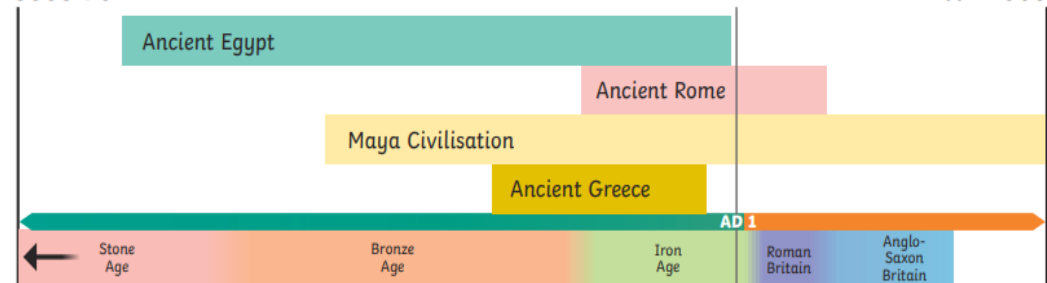 Ancient Egypt
Ancient Rome
Maya Civilisation
Ancient Greece
AD 1
Stone
Age
Bronze
Age
Iron
Age
Roman
Britain
Anglo-
Saxon
Britain